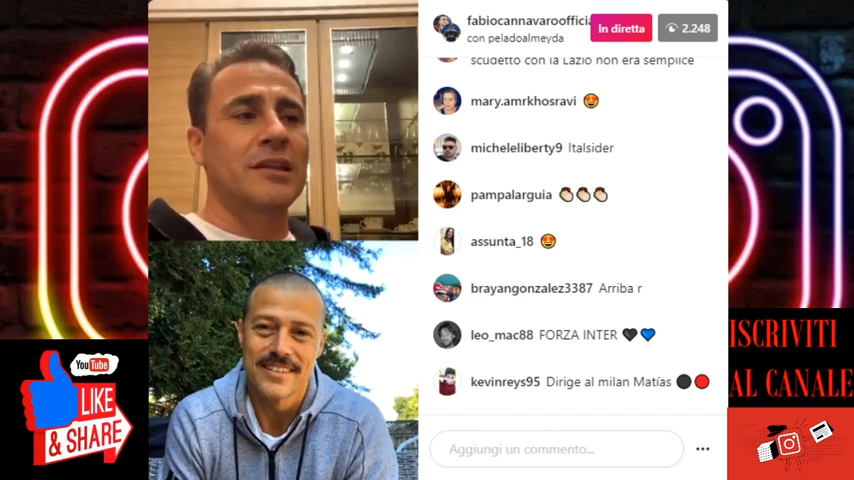 fabiocannavaroofficia
In diretta
2.248
con peladoalmeyda
scudetto con la Lazio non era semplice
mary.amrkhosravi 😍
micheleliberty9 Italsider
pampalarguia 👏🏻👏🏻👏🏻
assunta_18 😍
brayangonzalez3387 Arriba r
leo_mac88 FORZA INTER 🖤💙
kevinreys95 Dirige al milan Matías ⚫🔴
Aggiungi un commento...
YouTube
LIKE
& SHARE
ISCRIVITI
AL CANALE